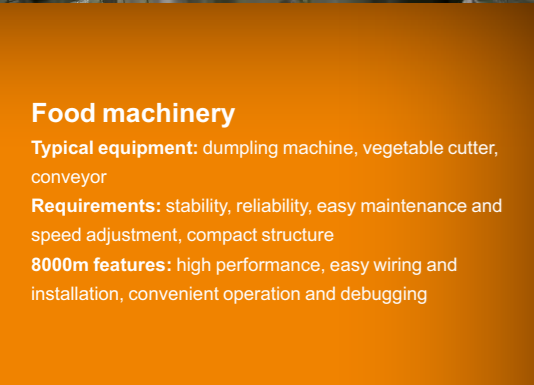 Food machinery
Typical equipment: dumpling machine, vegetable cutter,
conveyor
Requirements: stability, reliability, easy maintenance and
speed adjustment, compact structure
8000m features: high performance, easy wiring and
installation, convenient operation and debugging